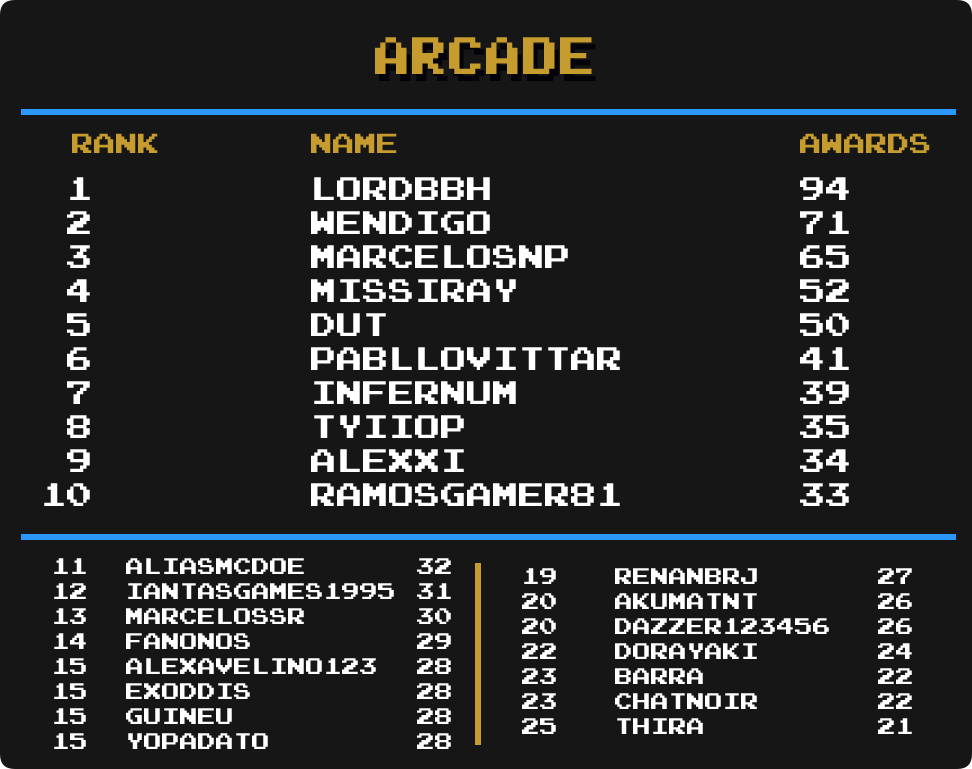 ARCADE
RANK NAME AWARDS
1 LORDBBH 94
2 WENDIGO 71
3 MARCELOSNP 65
4 MISSIRAY 52
5 DUT 50
6 PABLLOVITTAR 41
7 INFERNUM 39
8 TYIIOP 35
9 ALEXXI 34
10 RAMOSGAMER81 33
11 ALIASMCDOE 32
12 IANTASGAMES1995 31
13 MARCELOSSR 30
14 FANONOS 29
15 ALEXAVELINO123 28
15 EXODDIS 28
15 GUINEU 28
15 YOPADATO 28
19 RENANBRJ 27
20 AKUMATNT 26
20 DAZZER123456 26
22 DORAYAKI 24
23 BARRA 22
23 CHATNOIR 22
25 THIRA 21